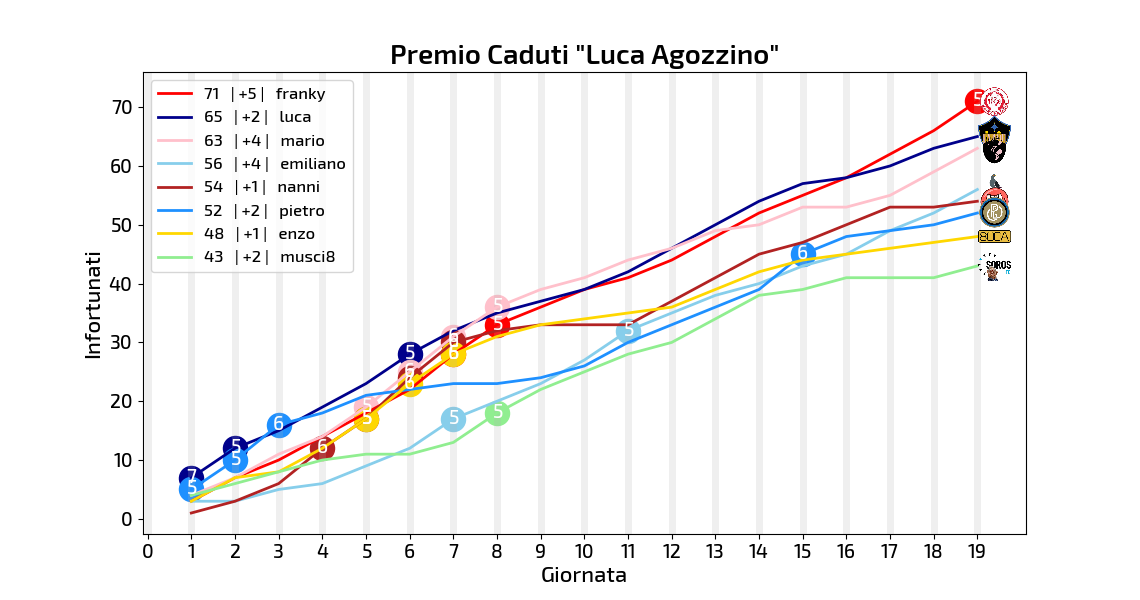 Premio Caduti "Luca Agozzino"
71 | +5 | franky
65 | +2 | luca
63 | +4 | mario
56 | +4 | emiliano
54 | +1 | nanni
52 | +2 | pietro
48 | +1 | enzo
43 | +2 | musci8
Infortunati
70
60
50
40
30
20
10
0
5
SUCA
SOROS
6
5
5
5
5
6
5
6
5
5
5
6
6
5
5
7
5
0 1 2 3 4 5 6 7 8 9 10 11 12 13 14 15 16 17 18 19
Giornata